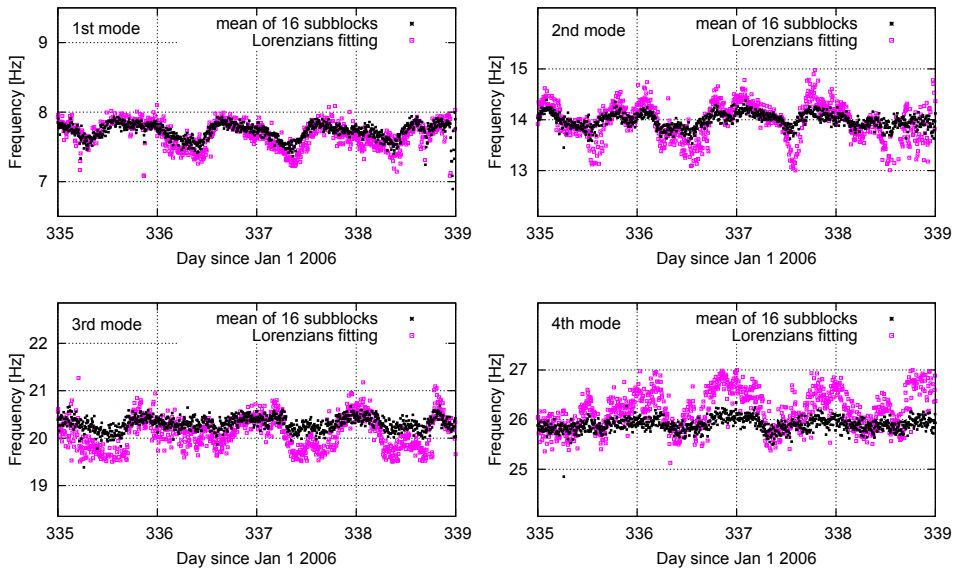 1st mode
mean of 16 subblocks
Lorenzians fitting
Frequency [Hz]
9
8
7
335 336 337 338 339
Day since Jan 1 2006
2nd mode
mean of 16 subblocks
Lorenzians fitting
Frequency [Hz]
15
14
13
335 336 337 338 339
Day since Jan 1 2006
3rd mode
mean of 16 subblocks
Lorenzians fitting
Frequency [Hz]
22
21
20
19
335 336 337 338 339
Day since Jan 1 2006
4th mode
mean of 16 subblocks
Lorenzians fitting
Frequency [Hz]
27
26
25
335 336 337 338 339
Day since Jan 1 2006